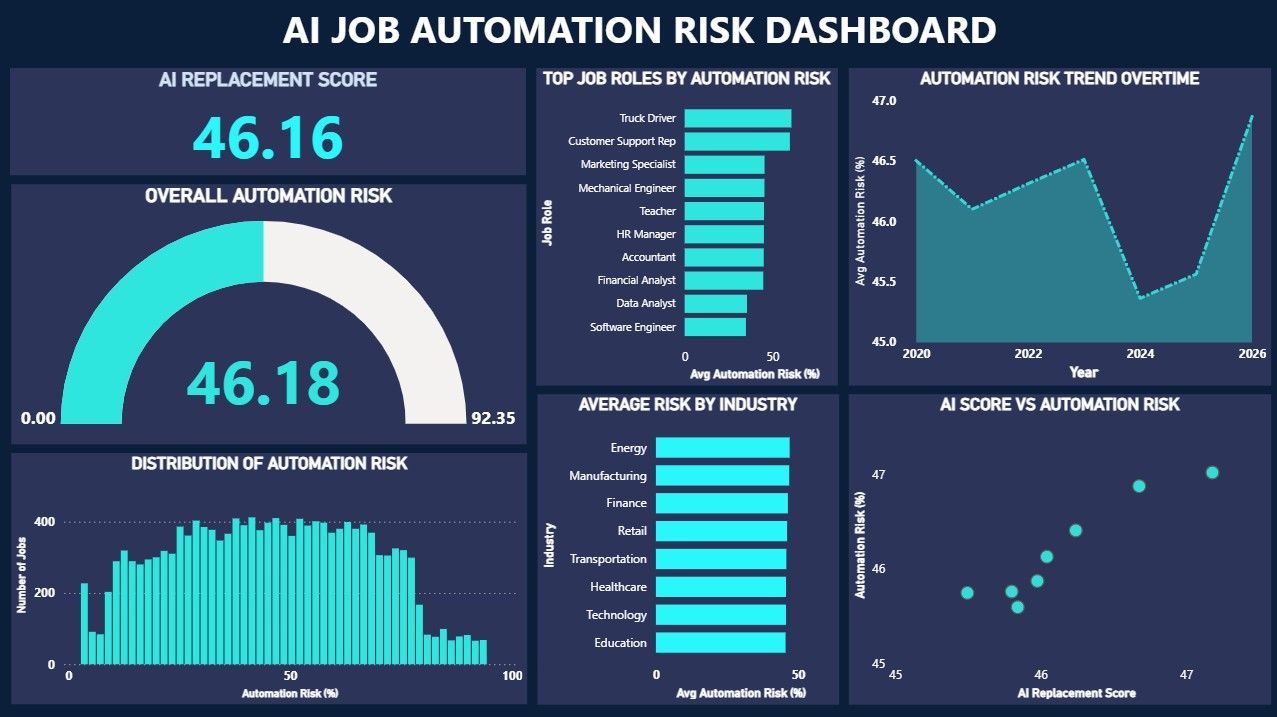 AI JOB AUTOMATION RISK DASHBOARD
AI REPLACEMENT SCORE
46.16
OVERALL AUTOMATION RISK
46.18
0.00
92.35
DISTRIBUTION OF AUTOMATION RISK
Number of Jobs
400
200
0
0
50
100
Automation Risk (%)
TOP JOB ROLES BY AUTOMATION RISK
Job Role
Truck Driver
Customer Support Rep
Marketing Specialist
Mechanical Engineer
Teacher
HR Manager
Accountant
Financial Analyst
Data Analyst
Software Engineer
0
50
Avg Automation Risk (%)
AVERAGE RISK BY INDUSTRY
Industry
Energy
Manufacturing
Finance
Retail
Transportation
Healthcare
Technology
Education
0
50
Avg Automation Risk (%)
AUTOMATION RISK TREND OVERTIME
Avg Automation Risk (%)
47.0
46.5
46.0
45.5
45.0
2020
2022
2024
2026
Year
AI SCORE VS AUTOMATION RISK
Automation Risk (%)
47
46
45
45
46
47
AI Replacement Score